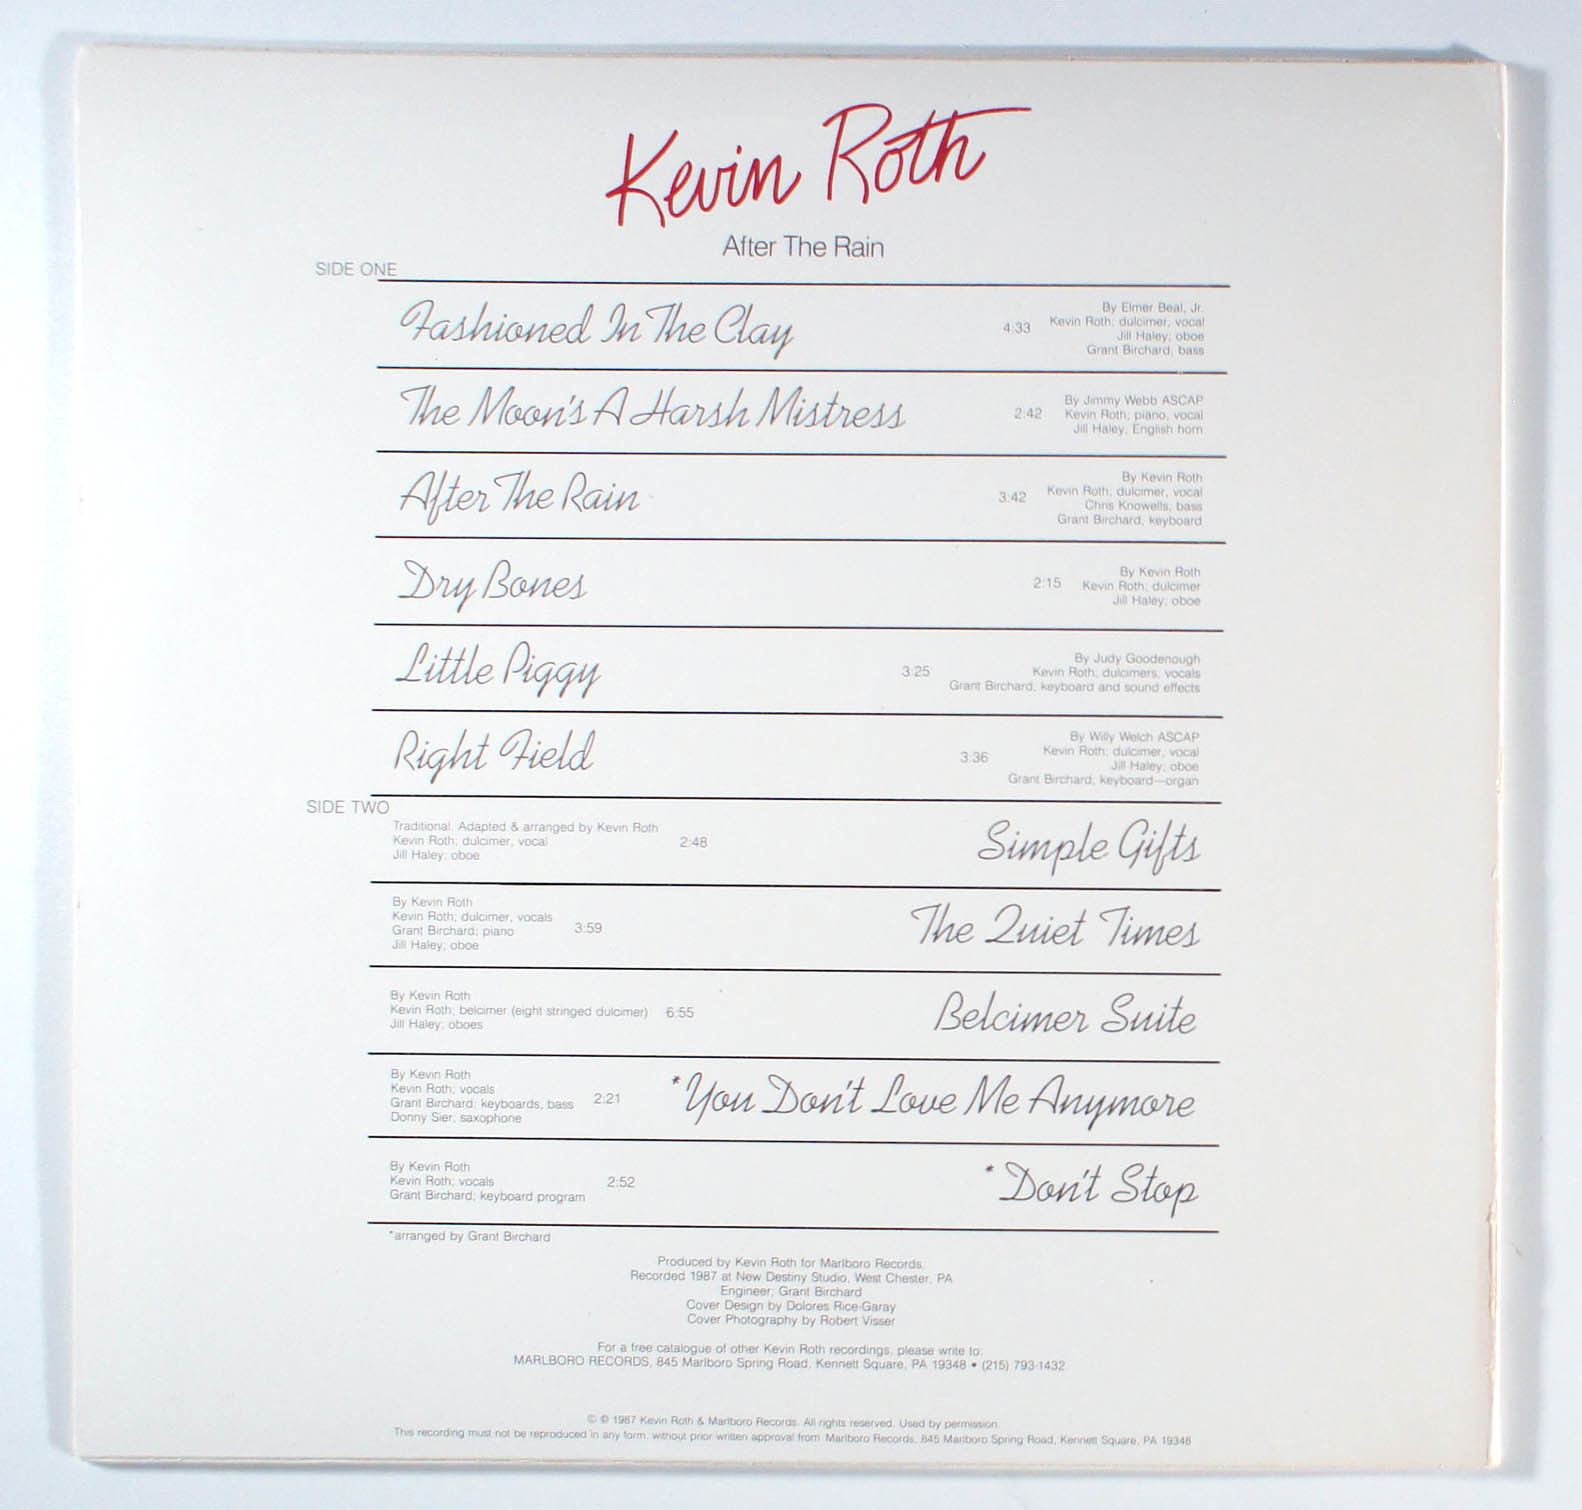 Kevin Roth
After The Rain
SIDE ONE
Fashioned In The Clay
4:33
By Elmer Beal, Jr.
Kevin Roth; dulcimer, vocal
Jill Haley; oboe
Grant Birchard; bass
The Moon's A Harsh Mistress
2:42
By Jimmy Webb ASCAP
Kevin Roth; piano, vocal
Jill Haley, English horn
After The Rain
3:42
By Kevin Roth
Kevin Roth; dulcimer, vocal
Chris Knowells, bass
Grant Birchard, keyboard
Dry Bones
2:15
By Kevin Roth
Kevin Roth; dulcimer
Jill Haley; oboe
Little Piggy
3:25
By Judy Goodenough
Kevin Roth; dulcimers, vocals
Grant Birchard, keyboard and sound effects
Right Field
3:36
By Willy Welch ASCAP
Kevin Roth; dulcimer, vocal
Jill Haley; oboe
Grant Birchard; keyboard—organ
SIDE TWO
Traditional. Adapted & arranged by Kevin Roth
Kevin Roth; dulcimer, vocal
Jill Haley; oboe
2:48
Simple Gifts
By Kevin Roth
Kevin Roth; dulcimer, vocals
Grant Birchard; piano
Jill Haley; oboe
3:59
The Quiet Times
By Kevin Roth
Kevin Roth; belcimer (eight stringed dulcimer)
Jill Haley; oboes
6:55
Belcimer Suite
By Kevin Roth
Kevin Roth; vocals
Grant Birchard; keyboards, bass
Donny Sier, saxophone
2:21
*You Don't Love Me Anymore
By Kevin Roth
Kevin Roth; vocals
Grant Birchard; keyboard program
2:52
*Don't Stop
*arranged by Grant Birchard
Produced by Kevin Roth for Marlboro Records.
Recorded 1987 at New Destiny Studio, West Chester, PA
Engineer; Grant Birchard
Cover Design by Dolores Rice-Garay
Cover Photography by Robert Visser
For a free catalogue of other Kevin Roth recordings, please write to:
MARLBORO RECORDS, 845 Marlboro Spring Road, Kennett Square, PA 19348 • (215) 793-1432
© ℗ 1987 Kevin Roth & Marlboro Records. All rights reserved. Used by permission.
This recording must not be reproduced in any form, without prior written approval from Marlboro Records, 845 Marlboro Spring Road, Kennett Square, PA 19348